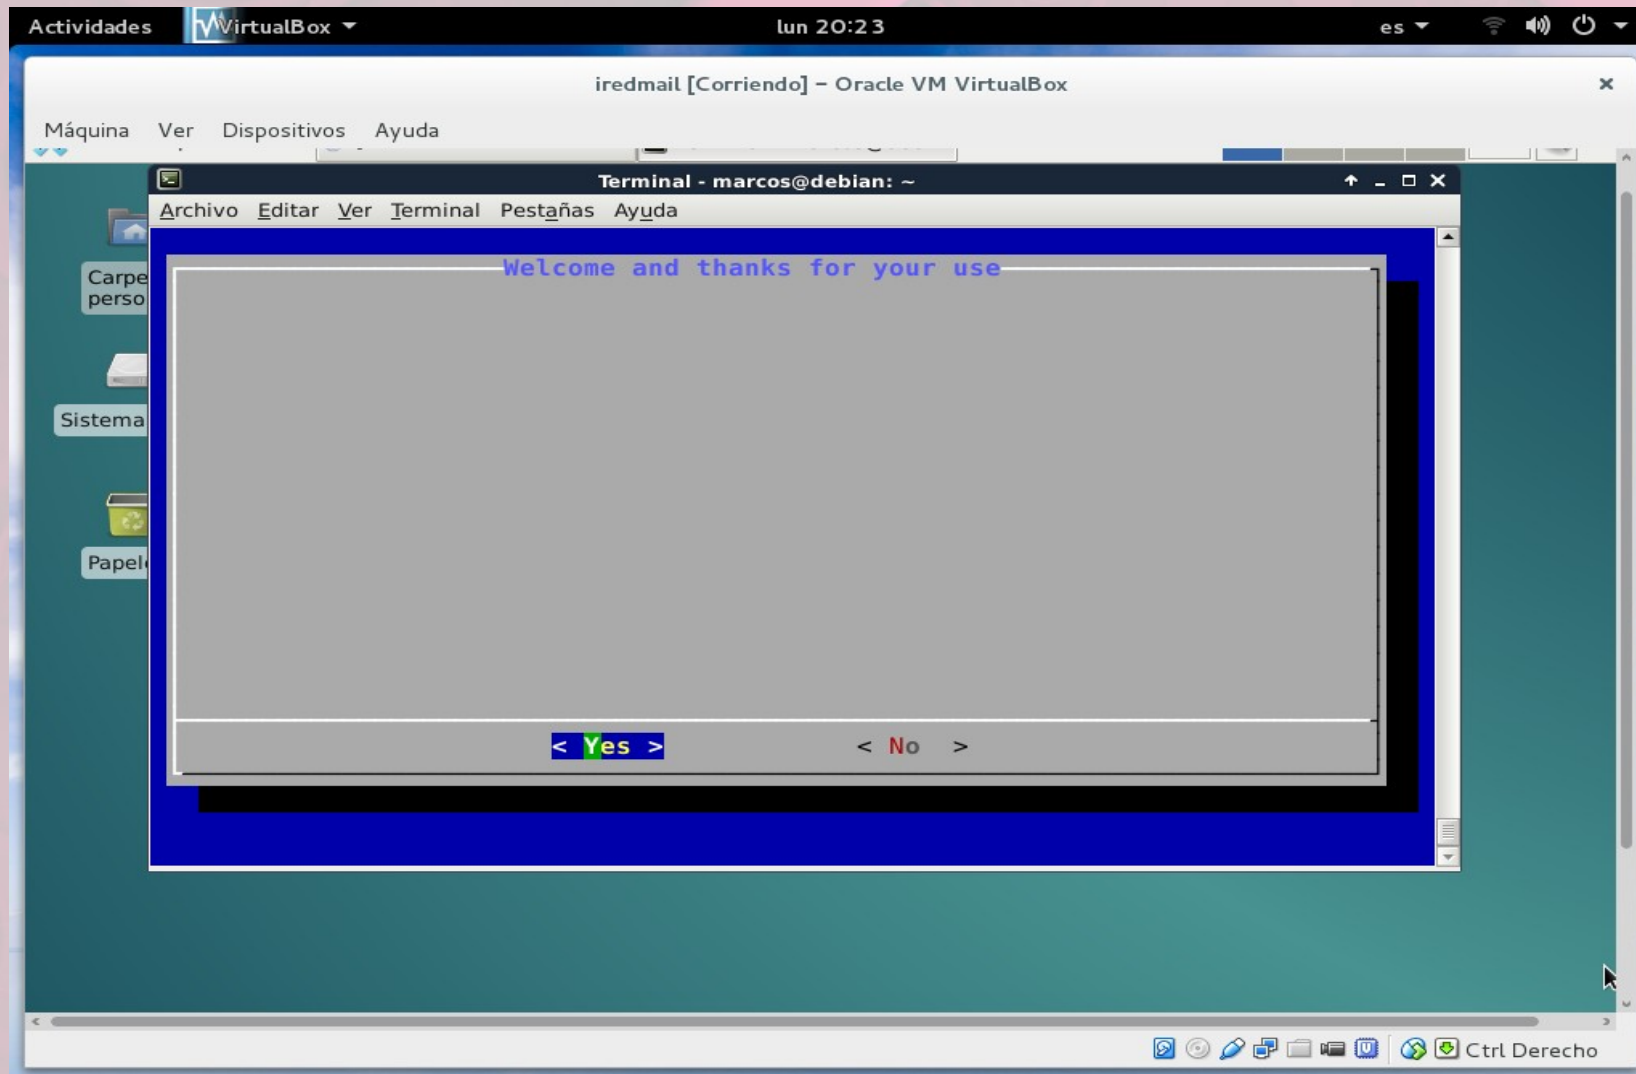 Actividades VirtualBox lun 20:23 es
iredmail [Corriendo] – Oracle VM VirtualBox
Máquina Ver Dispositivos Ayuda
Terminal - marcos@debian: ~
Archivo Editar Ver Terminal Pestañas Ayuda
Welcome and thanks for your use
Carpe
perso
Sistema
Papel
< Yes > < No >
Ctrl Derecho